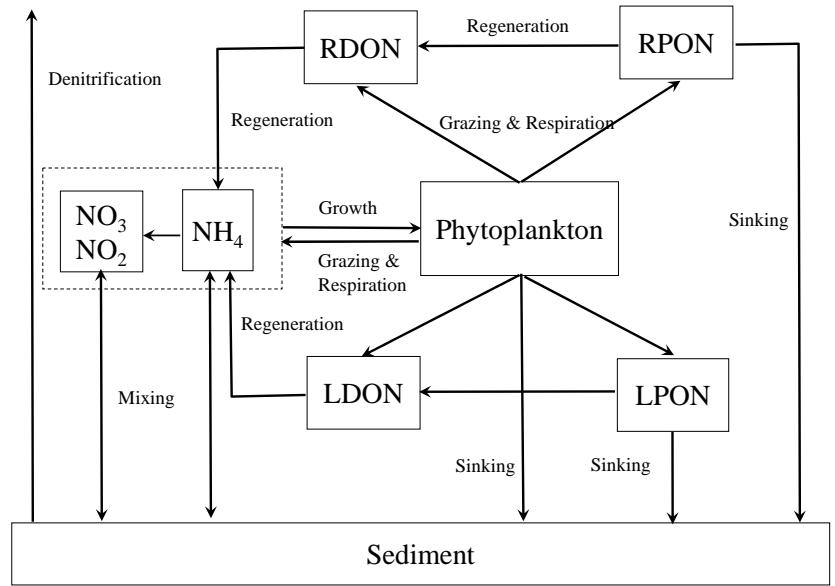 Regeneration
RDON
RPON
Denitrification
Regeneration
Grazing & Respiration
NO₃
NO₂
NH₄
Growth
Phytoplankton
Sinking
Grazing &
Respiration
Regeneration
LDON
LPON
Mixing
Sinking
Sinking
Sediment